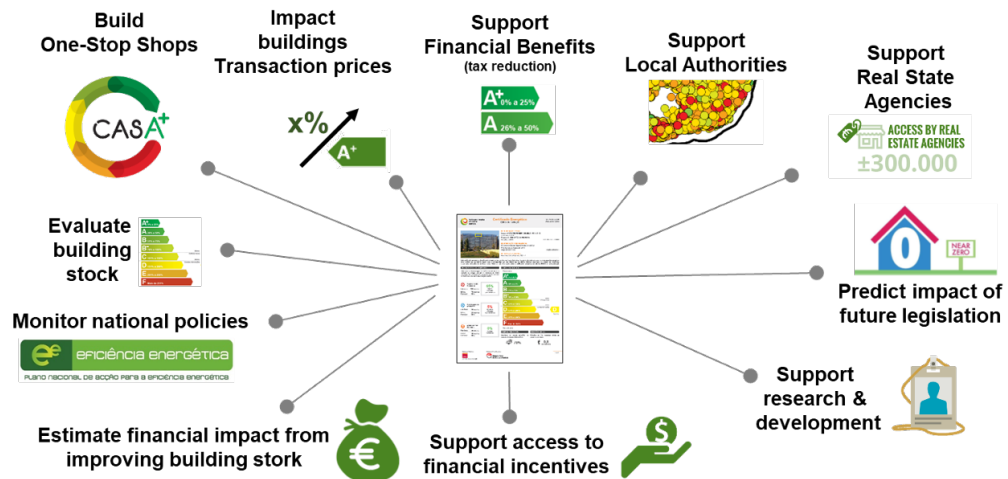 Build
One-Stop Shops
CASA+
Impact
buildings
Transaction prices
x%
A+
Support
Financial Benefits
(tax reduction)
A+ 0% a 25%
A 26% a 50%
Support
Local Authorities
Support
Real State
Agencies
ACCESS BY REAL
ESTATE AGENCIES
±300.000
Evaluate
building
stock
0
NEAR
ZERO
Predict impact of
future legislation
Monitor national policies
eficiência energética
PLANO NACIONAL DE ACÇÃO PARA A EFICIÊNCIA ENERGÉTICA
Support
research &
development
Estimate financial impact from
improving building stork
€
Support access to
financial incentives
$